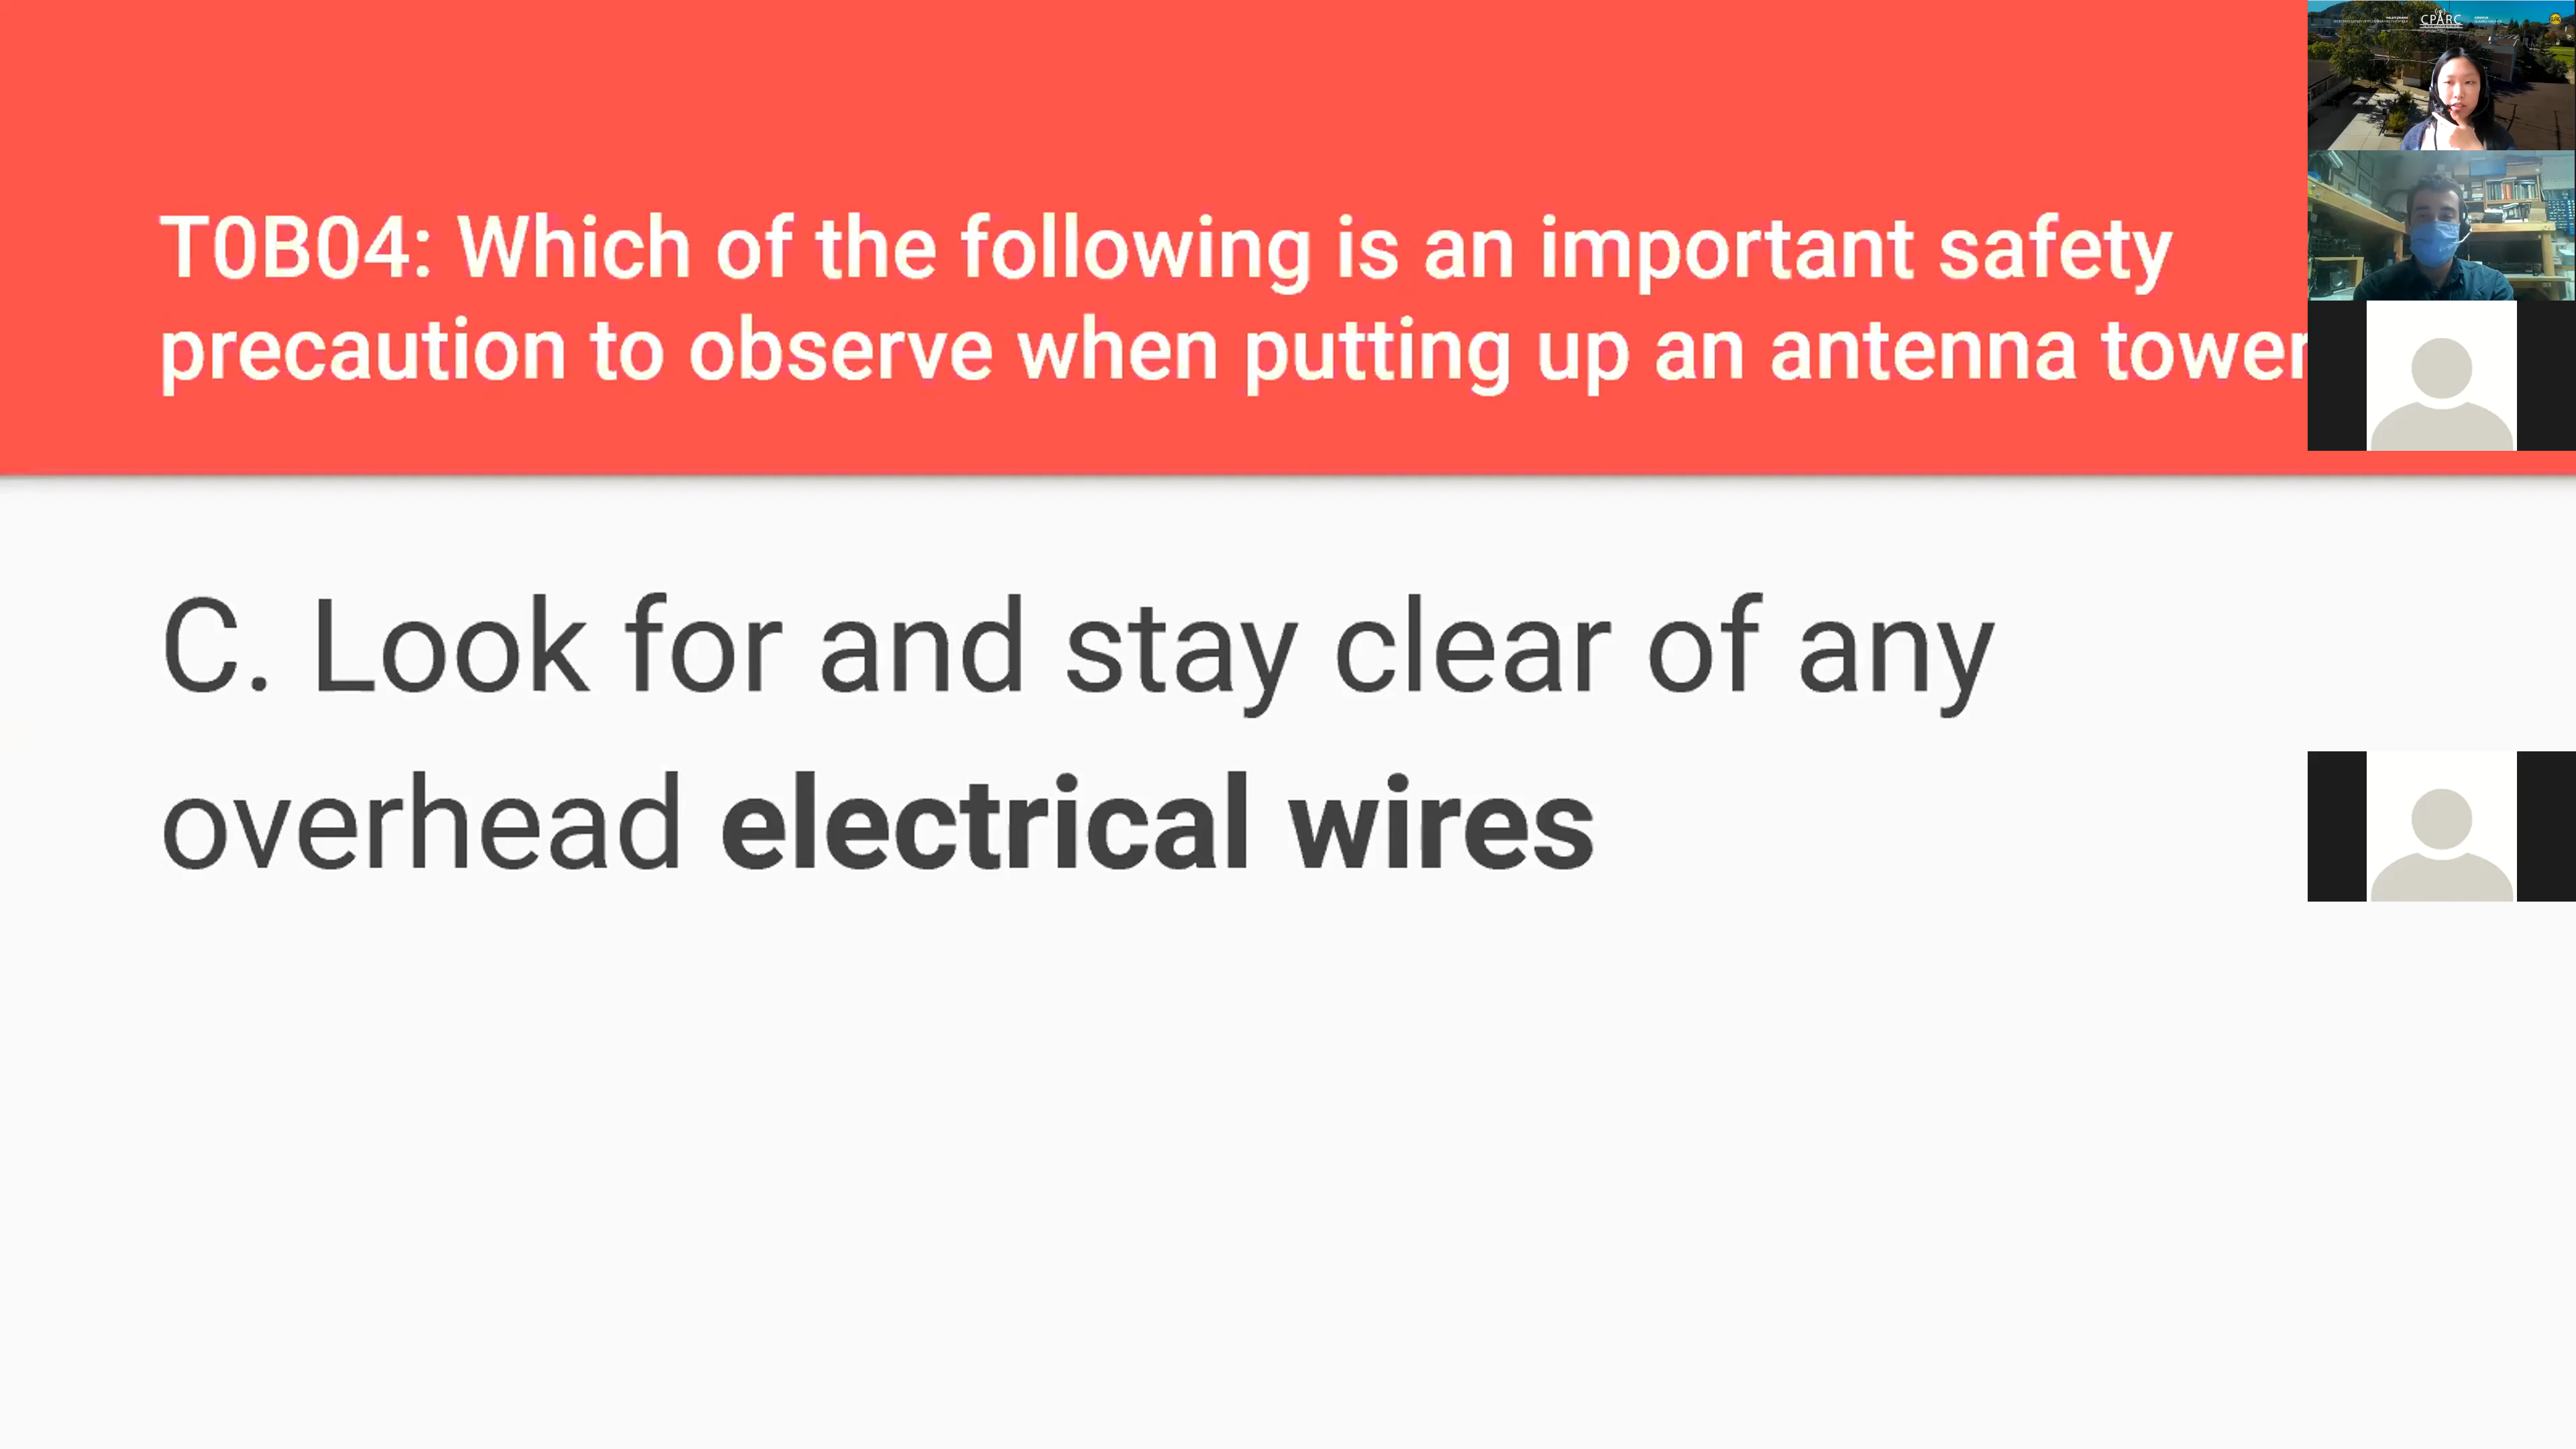 T0B04: Which of the following is an important safety
precaution to observe when putting up an antenna tower
C. Look for and stay clear of any
overhead electrical wires
CPARC